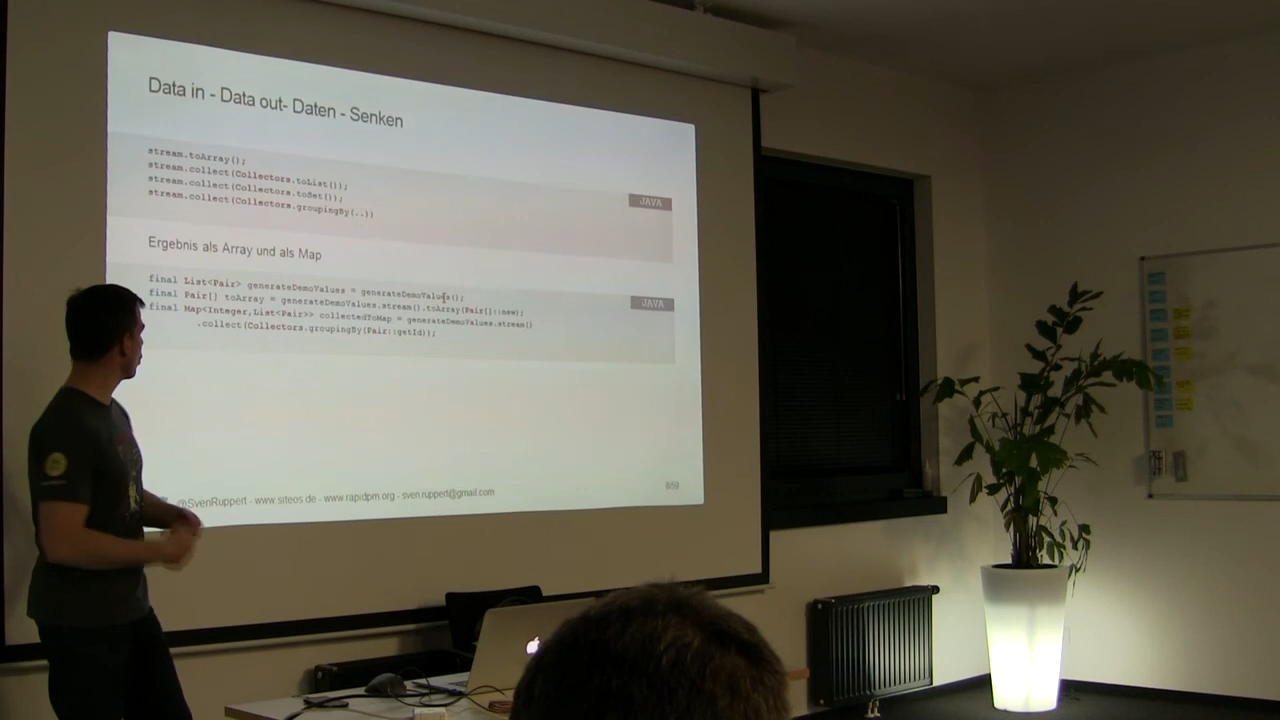 Data in - Data out- Daten - Senken
stream.toArray();
stream.collect(Collectors.toList());
stream.collect(Collectors.toSet());
stream.collect(Collectors.groupingBy(..))
JAVA
Ergebnis als Array und als Map
final List<Pair> generateDemoValues = generateDemoValues();
final Pair[] toArray = generateDemoValues.stream().toArray(Pair[]::new);
final Map<Integer,List<Pair>> collectedToMap = generateDemoValues.stream()
.collect(Collectors.groupingBy(Pair::getId));
JAVA
@SvenRuppert - www.siteos.de - www.rapidpm.org - sven.ruppert@gmail.com
8/59